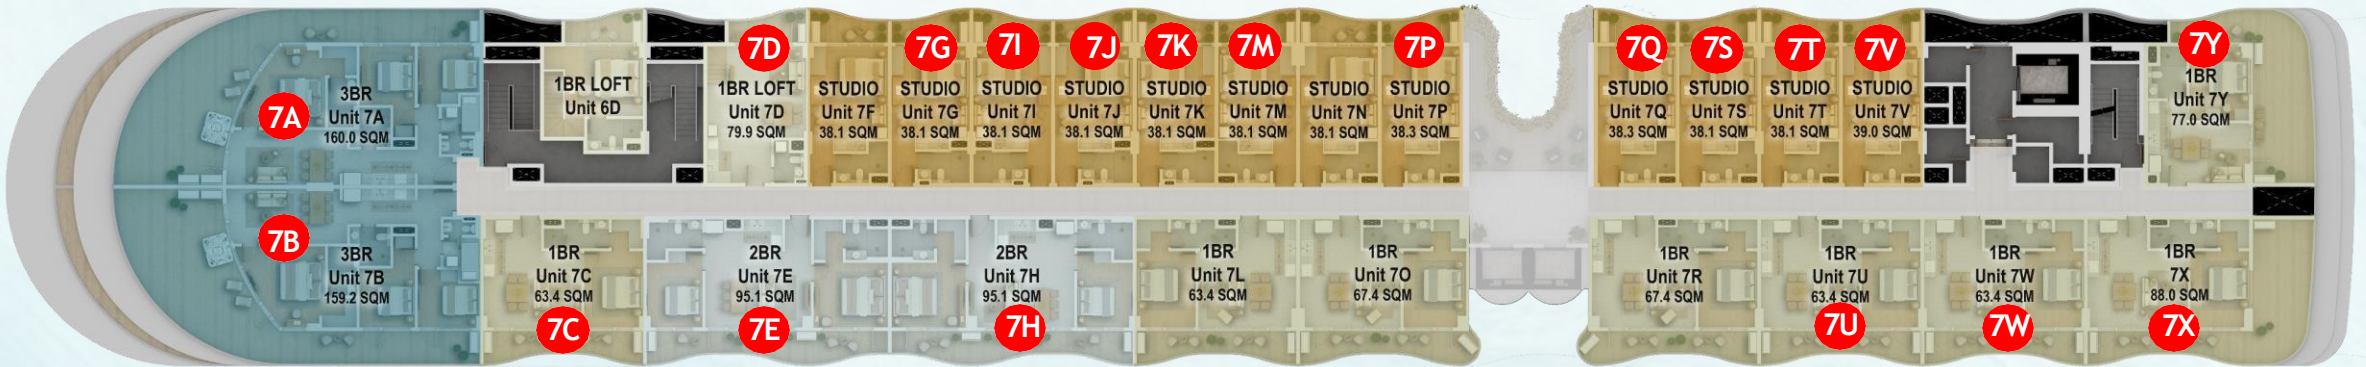 7A
3BR
Unit 7A
160.0 SQM
1BR LOFT
Unit 6D
7D
1BR LOFT
Unit 7D
79.9 SQM
STUDIO
Unit 7F
38.1 SQM
7G
STUDIO
Unit 7G
38.1 SQM
7I
STUDIO
Unit 7I
38.1 SQM
7J
STUDIO
Unit 7J
38.1 SQM
7K
STUDIO
Unit 7K
38.1 SQM
7M
STUDIO
Unit 7M
38.1 SQM
STUDIO
Unit 7N
38.1 SQM
7P
STUDIO
Unit 7P
38.3 SQM
7Q
STUDIO
Unit 7Q
38.3 SQM
7S
STUDIO
Unit 7S
38.1 SQM
7T
STUDIO
Unit 7T
38.1 SQM
7V
STUDIO
Unit 7V
39.0 SQM
7Y
1BR
Unit 7Y
77.0 SQM
7B
3BR
Unit 7B
159.2 SQM
1BR
Unit 7C
63.4 SQM
7C
2BR
Unit 7E
95.1 SQM
7E
2BR
Unit 7H
95.1 SQM
7H
1BR
Unit 7L
63.4 SQM
1BR
Unit 7O
67.4 SQM
1BR
Unit 7R
67.4 SQM
1BR
Unit 7U
63.4 SQM
7U
1BR
Unit 7W
63.4 SQM
7W
1BR
7X
88.0 SQM
7X